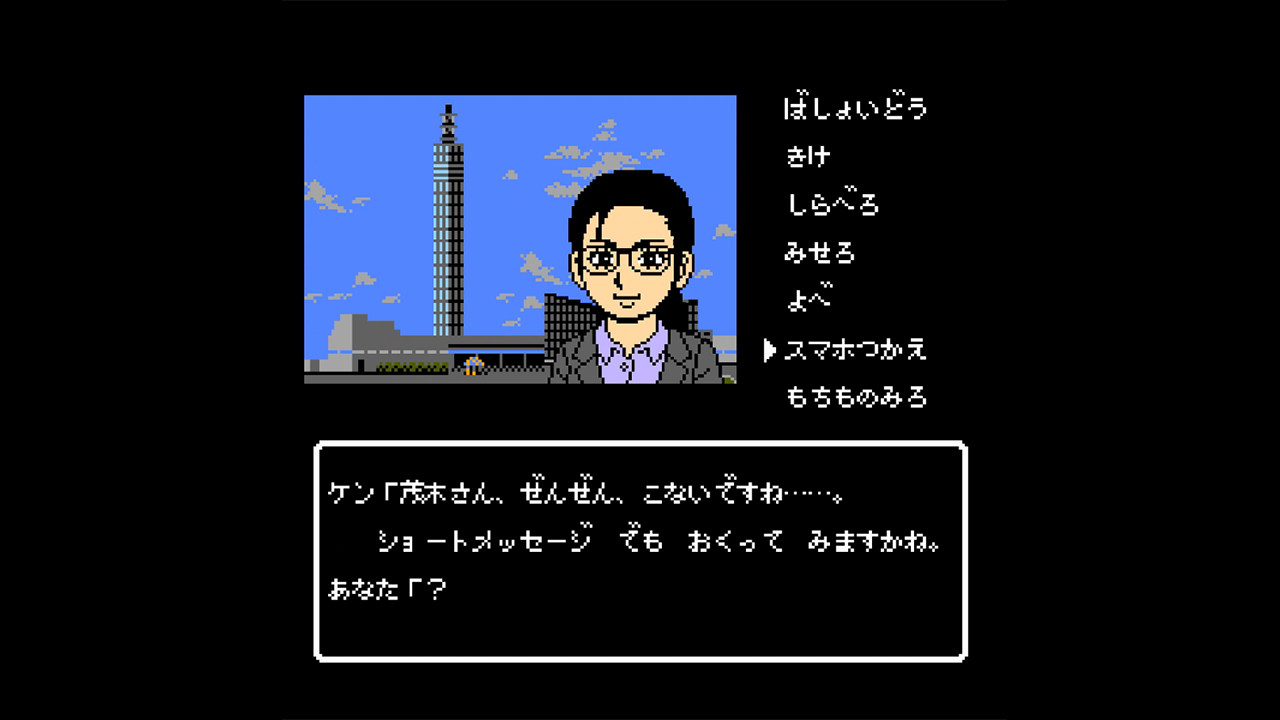 ばしょいどう
きけ
しらべろ
みせろ
よべ
▶スマホつかえ
もちものみろ
ケン「茂木さん、ぜんぜん、こないですね……。
ショートメッセージ でも おくって みますかね。
あなた「?